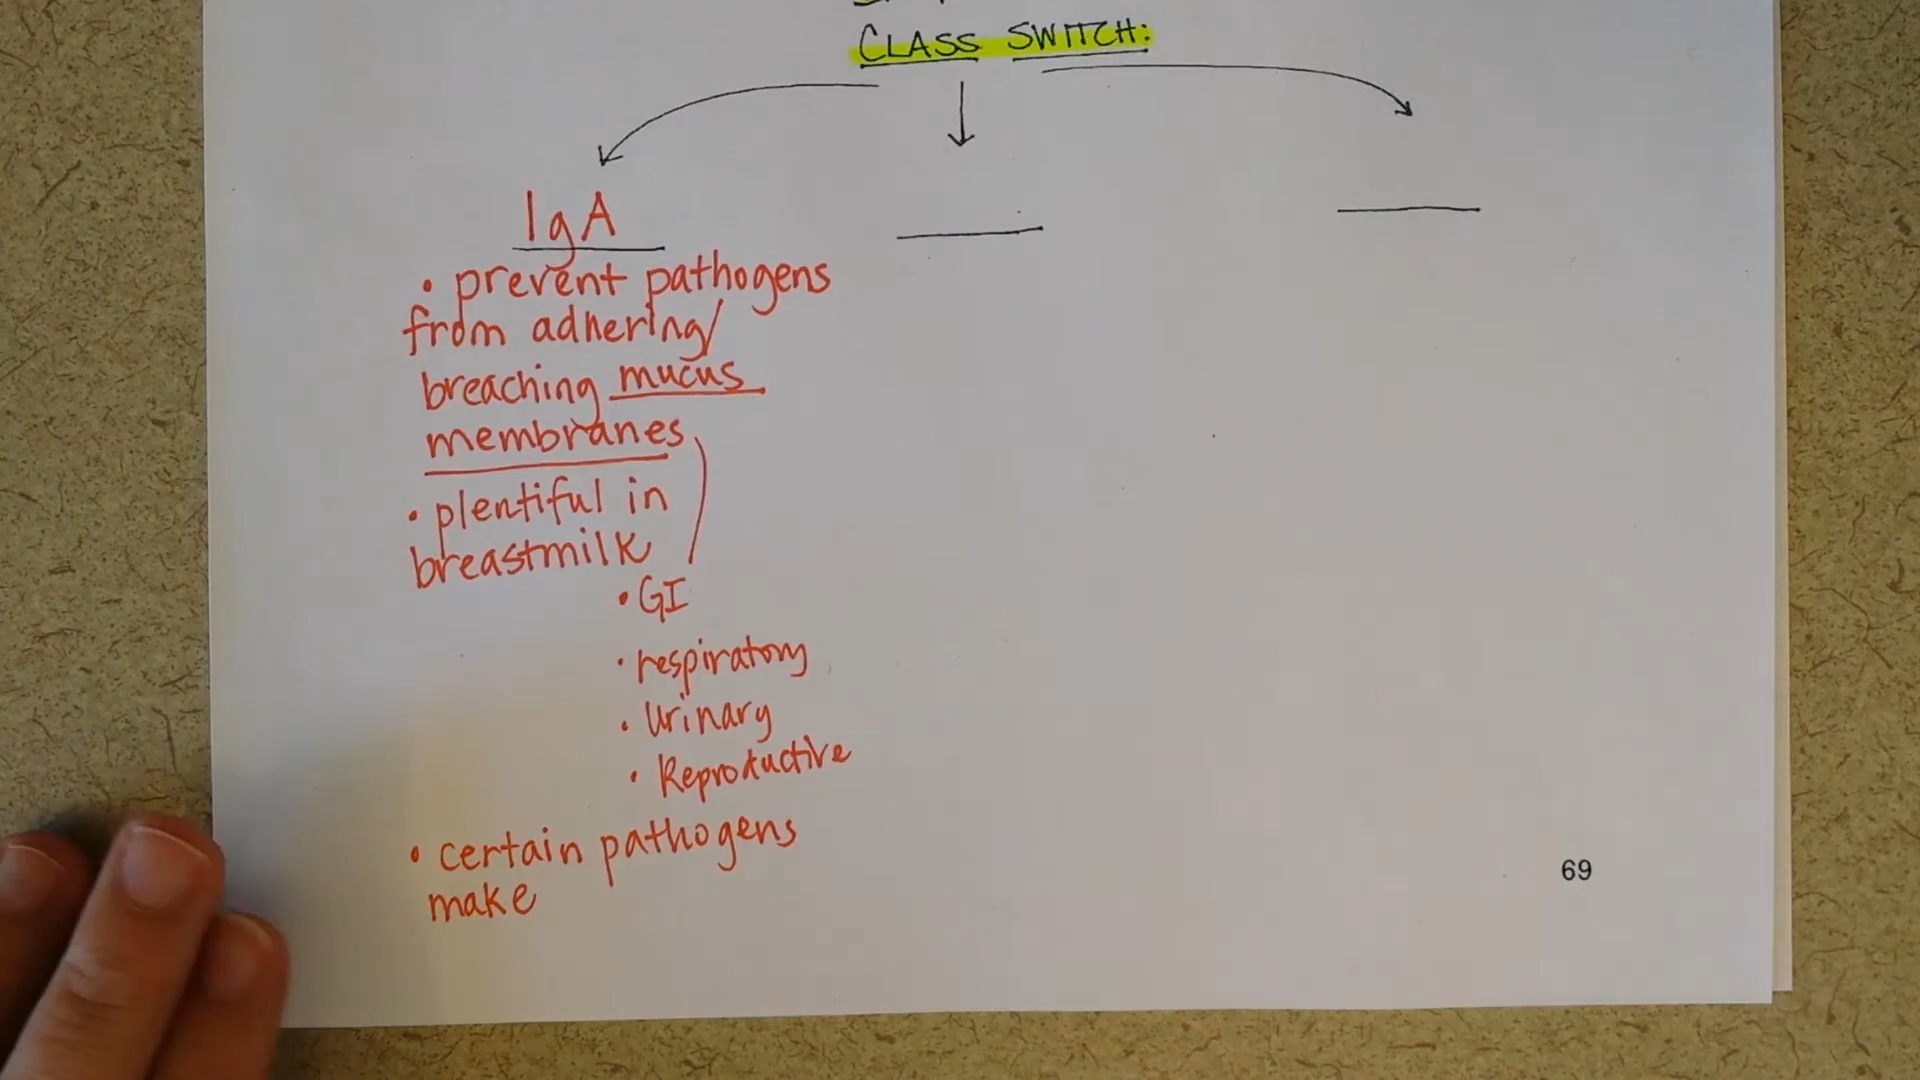 CLASS SWITCH:
IgA
• prevent pathogens
from adhering/
breaching mucus
membranes
• plentiful in
breastmilk
• GI
• respiratory
• Urinary
• Reproductive
• certain pathogens
make
69